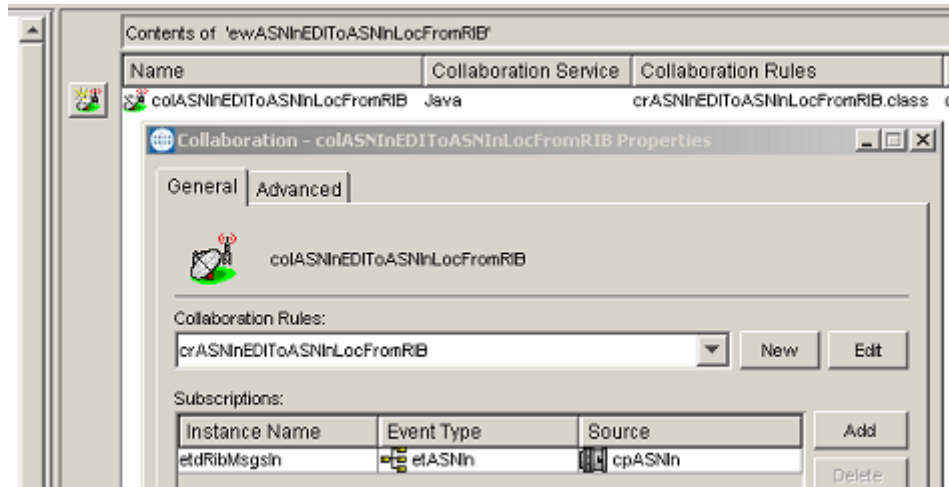 Contents of 'ewASNInEDIToASNInLocFromRIB'
Name Collaboration Service Collaboration Rules
colASNInEDIToASNInLocFromRIB Java crASNInEDIToASNInLocFromRIB.class
Collaboration - colASNInEDIToASNInLocFromRIB Properties
General Advanced
colASNInEDIToASNInLocFromRIB
Collaboration Rules:
crASNInEDIToASNInLocFromRIB New Edit
Subscriptions:
Instance Name Event Type Source Add
etdRibMsgsIn etASNIn cpASNIn
Delete